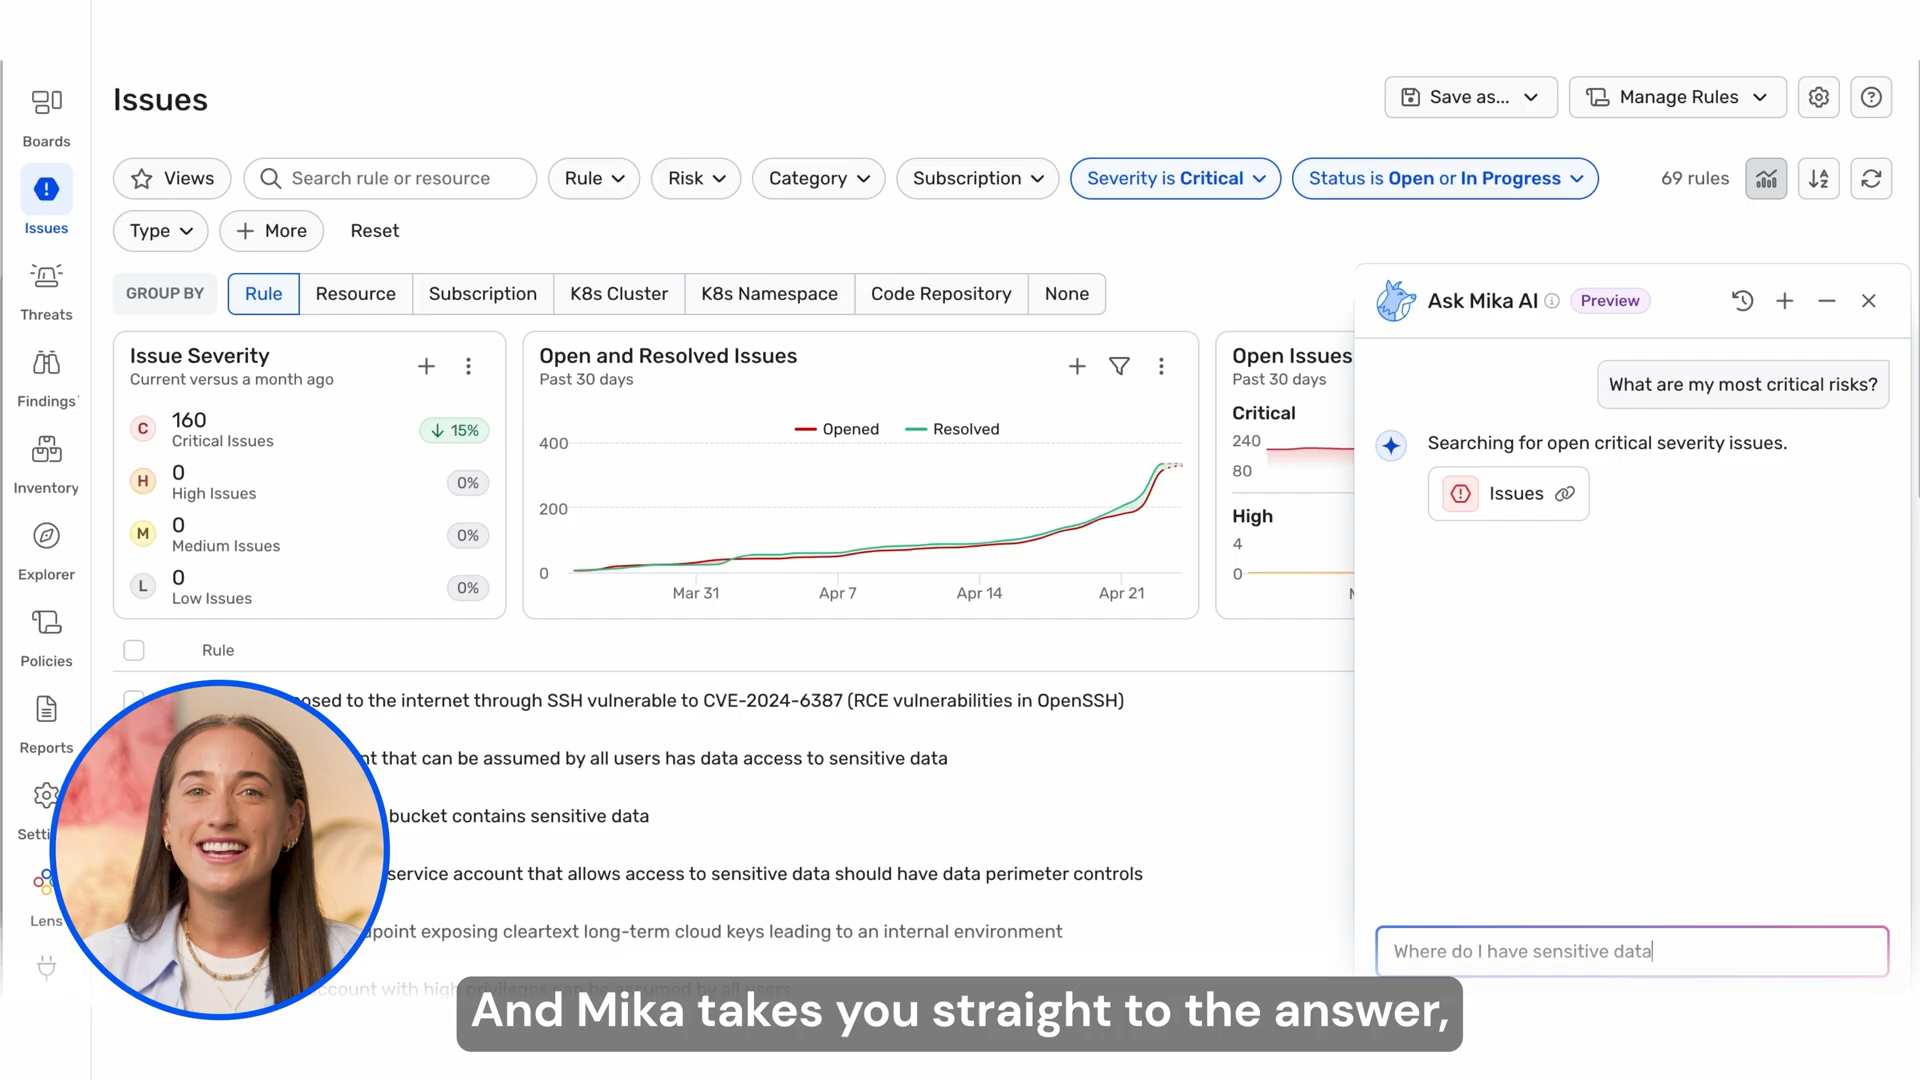 Issues
Save as...
Manage Rules
Boards
Issues
Threats
Findings
Inventory
Explorer
Policies
Reports
Lens
Views
Search rule or resource
Rule
Risk
Category
Subscription
Severity is Critical
Status is Open or In Progress
69 rules
Type
More
Reset
GROUP BY
Rule
Resource
Subscription
K8s Cluster
K8s Namespace
Code Repository
None
Issue Severity
Current versus a month ago
C
160
Critical Issues
15%
H
0
High Issues
0%
M
0
Medium Issues
0%
L
0
Low Issues
0%
Open and Resolved Issues
Past 30 days
Opened
Resolved
400
200
0
Mar 31
Apr 7
Apr 14
Apr 21
Open Issues
Past 30 days
Critical
240
80
High
4
0
Rule
to the internet through SSH vulnerable to CVE-2024-6387 (RCE vulnerabilities in OpenSSH)
that can be assumed by all users has data access to sensitive data
bucket contains sensitive data
service account that allows access to sensitive data should have data perimeter controls
exposing cleartext long-term cloud keys leading to an internal environment
Ask Mika AI
Preview
What are my most critical risks?
Searching for open critical severity issues.
Issues
Where do I have sensitive data
And Mika takes you straight to the answer,